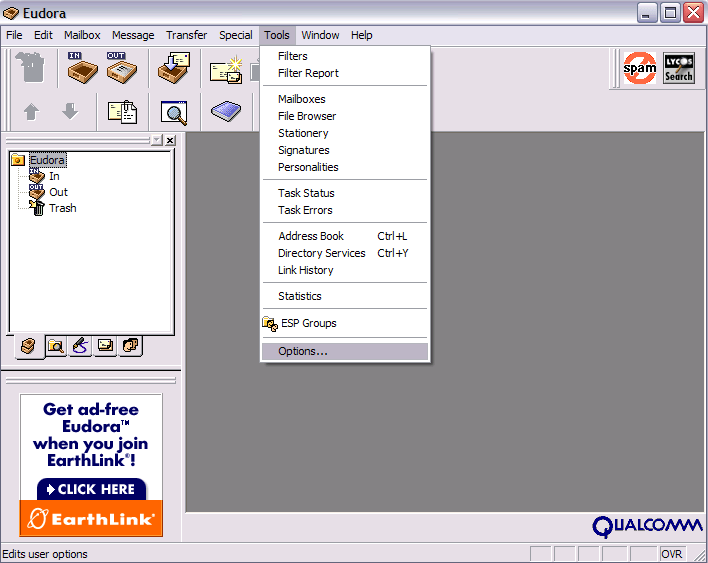 Eudora
File Edit Mailbox Message Transfer Special Tools Window Help
IN OUT
spam
LYCOS
Search
Filters
Filter Report
Mailboxes
File Browser
Stationery
Signatures
Personalities
Task Status
Task Errors
Address Book Ctrl+L
Directory Services Ctrl+Y
Link History
Statistics
ESP Groups
Options...
Eudora
IN In
OUT Out
Trash
Get ad-free
Eudora™
when you join
EarthLink®!
CLICK HERE
EarthLink®
QUALCOMM
Edits user options
OVR